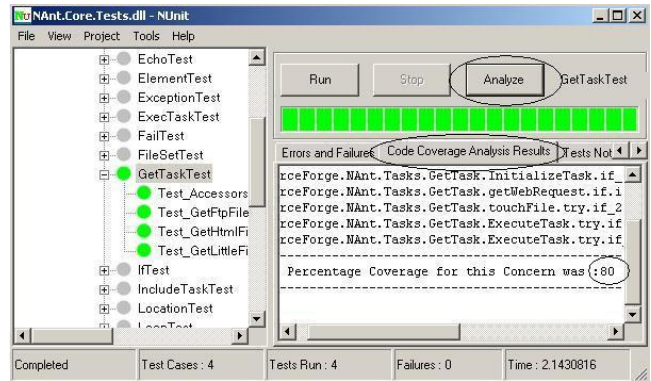 NAnt.Core.Tests.dll - NUnit
File View Project Tools Help
EchoTest
ElementTest
ExceptionTest
ExecTaskTest
FailTest
FileSetTest
GetTaskTest
Test_Accessors
Test_GetFtpFile
Test_GetHtmlFi
Test_GetLittleFi
IfTest
IncludeTaskTest
LocationTest
LoopTest
Run Stop Analyze GetTaskTest
Errors and Failures Code Coverage Analysis Results Tests Not
rceForge.NAnt.Tasks.GetTask.InitializeTask.if_
rceForge.NAnt.Tasks.GetTask.getWebRequest.if.i
rceForge.NAnt.Tasks.GetTask.touchFile.try.if_2
rceForge.NAnt.Tasks.GetTask.ExecuteTask.try.if
rceForge.NAnt.Tasks.GetTask.ExecuteTask.try.if
Percentage Coverage for this Concern was :80
Completed Test Cases : 4 Tests Run : 4 Failures : 0 Time : 2.1430816